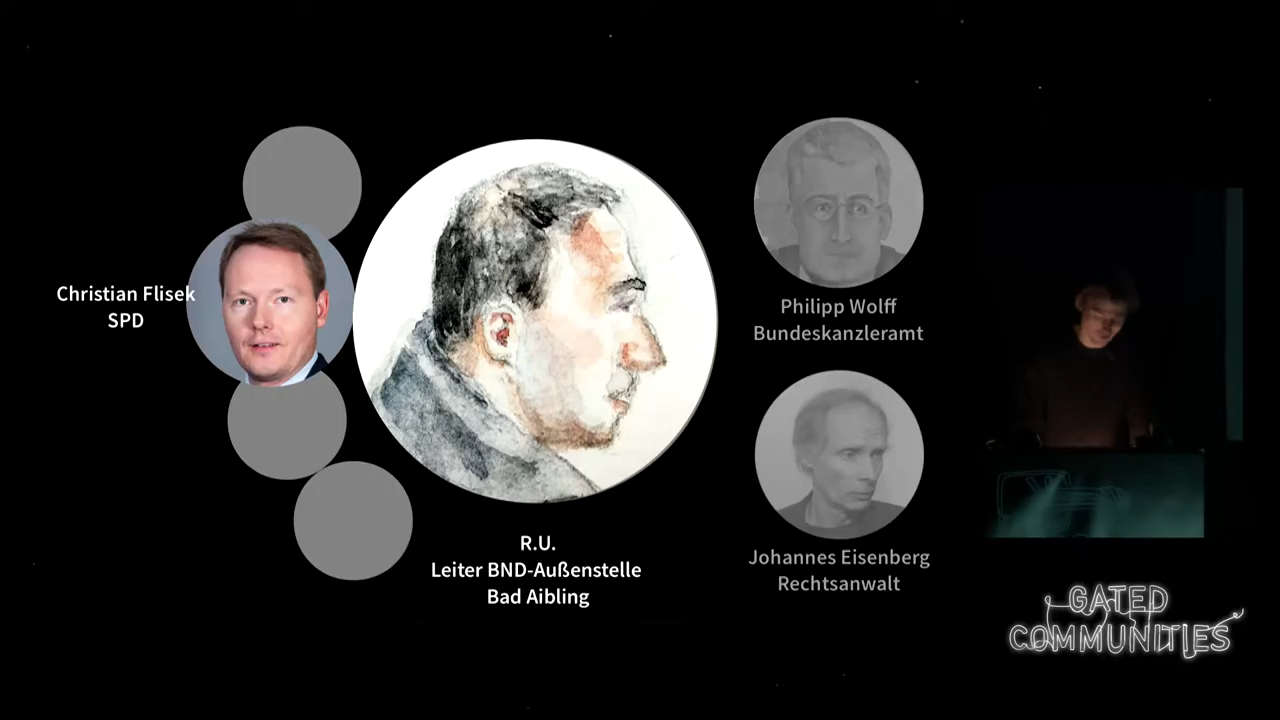 Christian Flisek
SPD
R.U.
Leiter BND-Außenstelle
Bad Aibling
Philipp Wolff
Bundeskanzleramt
Johannes Eisenberg
Rechtsanwalt
GATED
COMMUNITIES